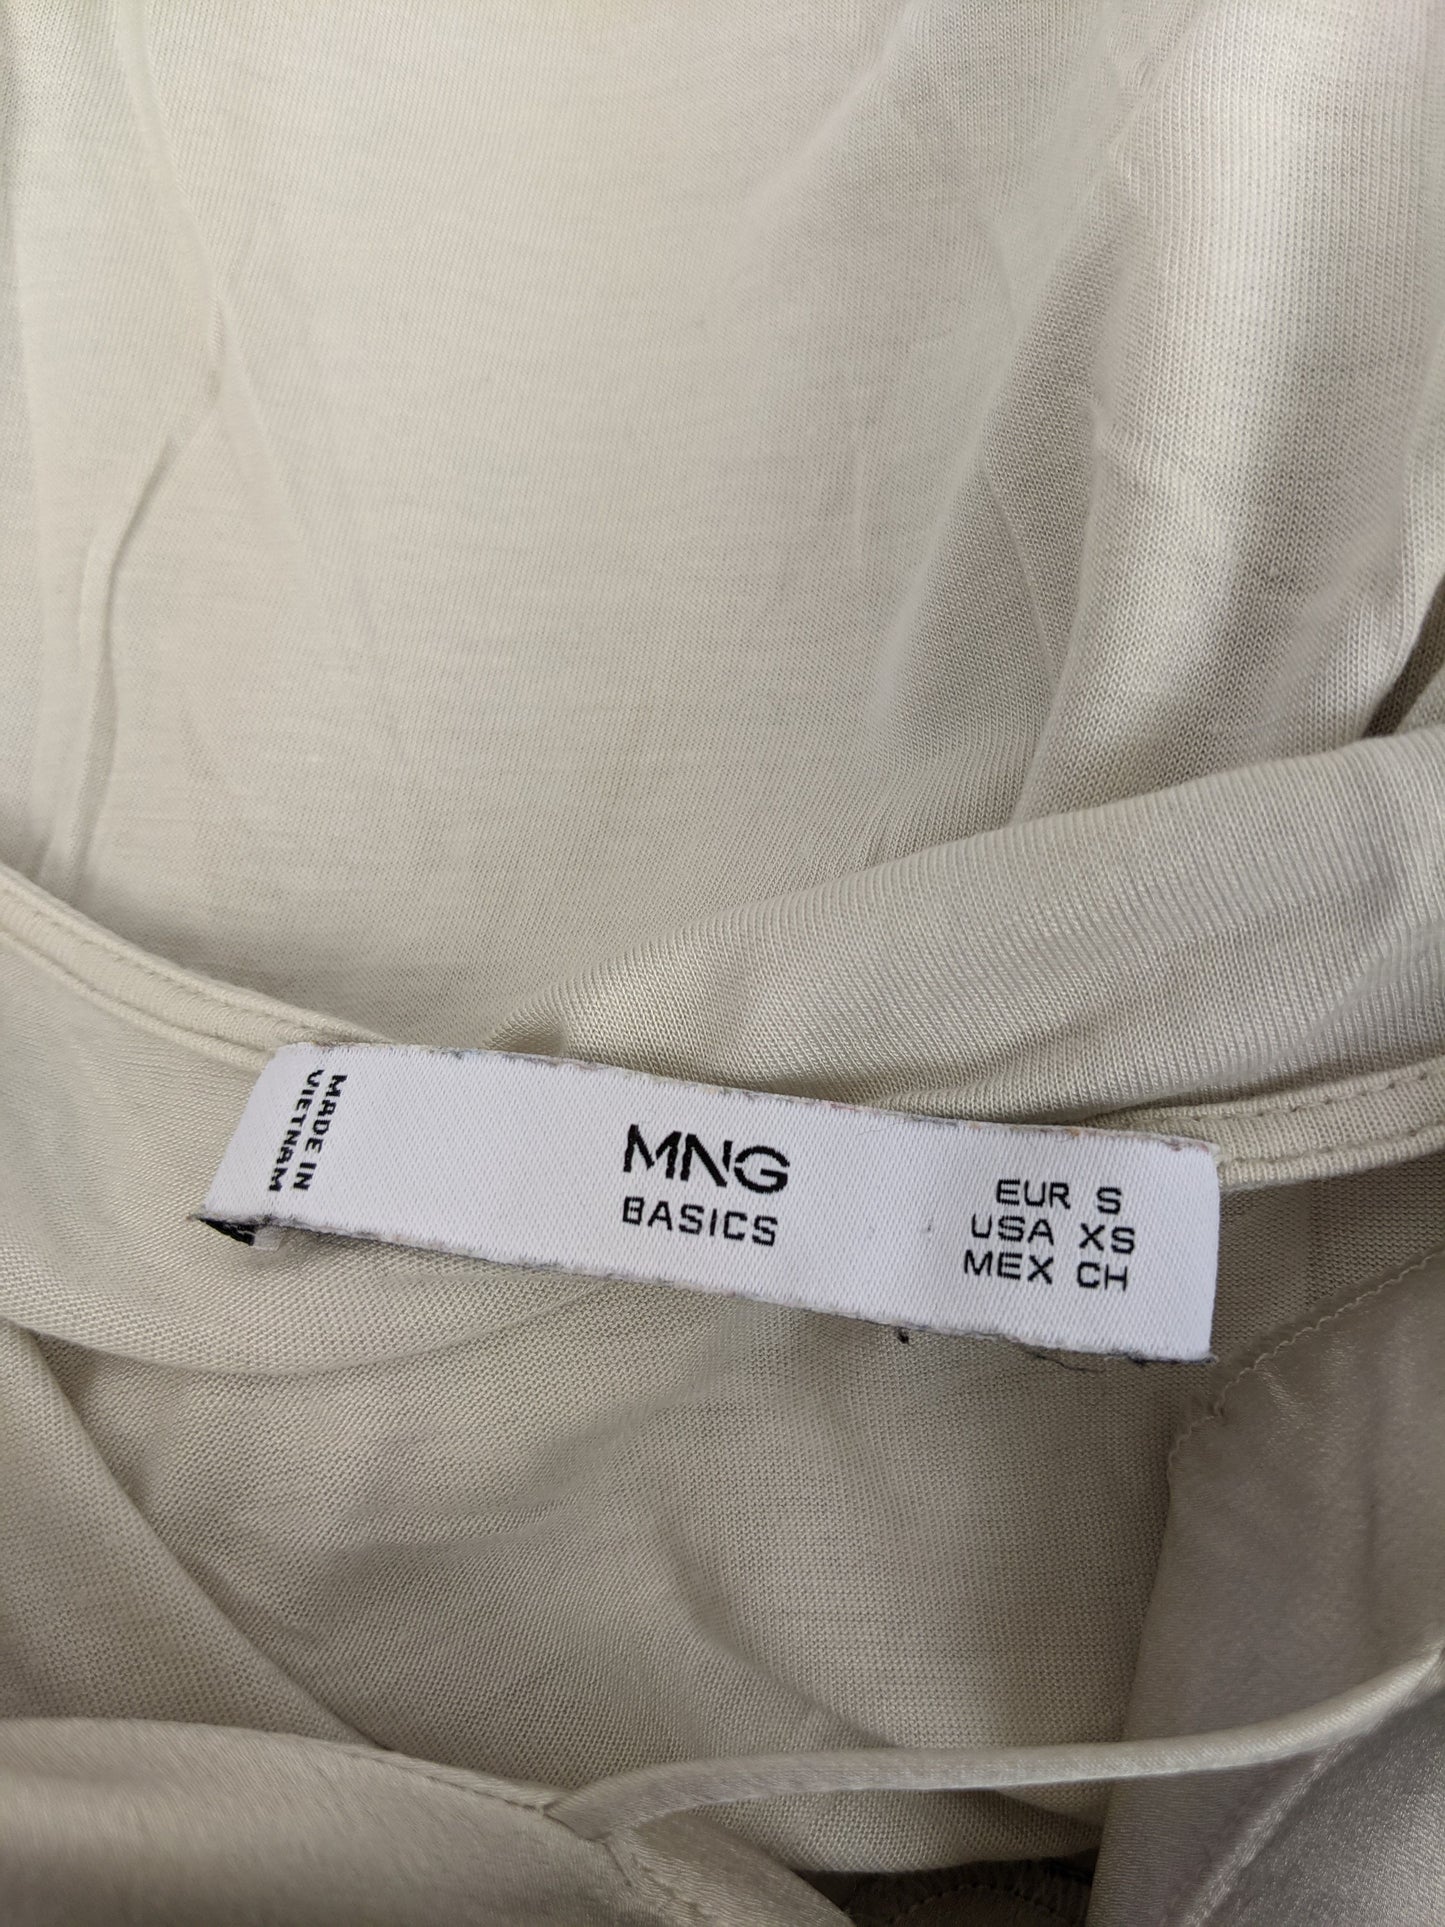 MADE IN
VIETNAM
MNG
BASICS
EUR S
USA XS
MEX CH